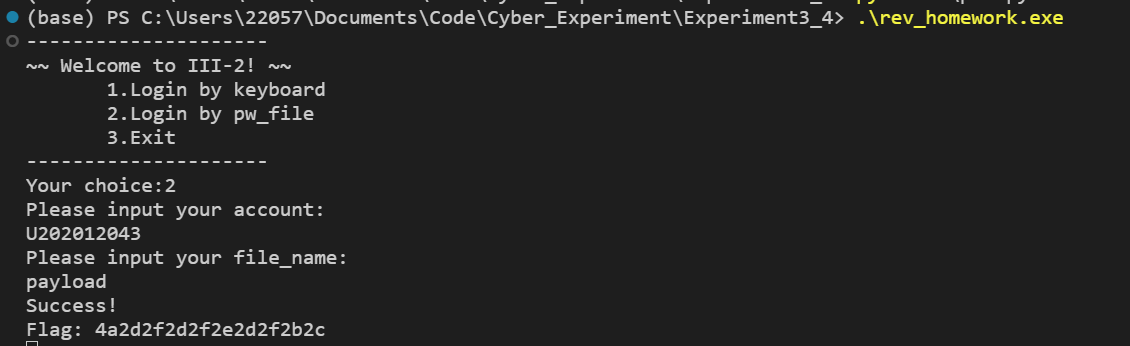 (base) PS C:\Users\22057\Documents\Code\Cyber_Experiment\Experiment3_4> .\rev_homework.exe
---------------------
~~ Welcome to III-2! ~~
1.Login by keyboard
2.Login by pw_file
3.Exit
---------------------
Your choice:2
Please input your account:
U202012043
Please input your file_name:
payload
Success!
Flag: 4a2d2f2d2f2e2d2f2b2c